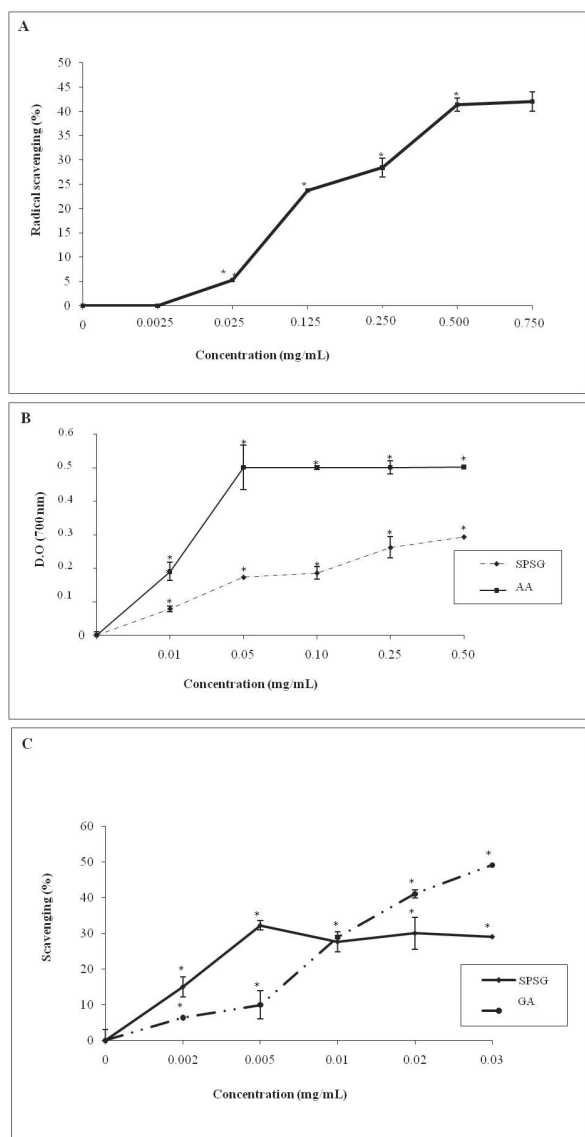 A
50
45
40
35
30
25
20
15
10
5
0
Radical scavenging (%)
* * * * *
0 0.0025 0.025 0.125 0.250 0.500 0.750
Concentration (mg/mL)
B
0.6
0.5
0.4
0.3
0.2
0.1
0
D.O (700 nm)
* * * * *
* * * * *
SPSG
AA
0.01 0.05 0.10 0.25 0.50
Concentration (mg/mL)
C
60
50
40
30
20
10
0
Scavenging (%)
* * * * *
* * * *
SPSG
GA
0 0.002 0.005 0.01 0.02 0.03
Concentration (mg/mL)